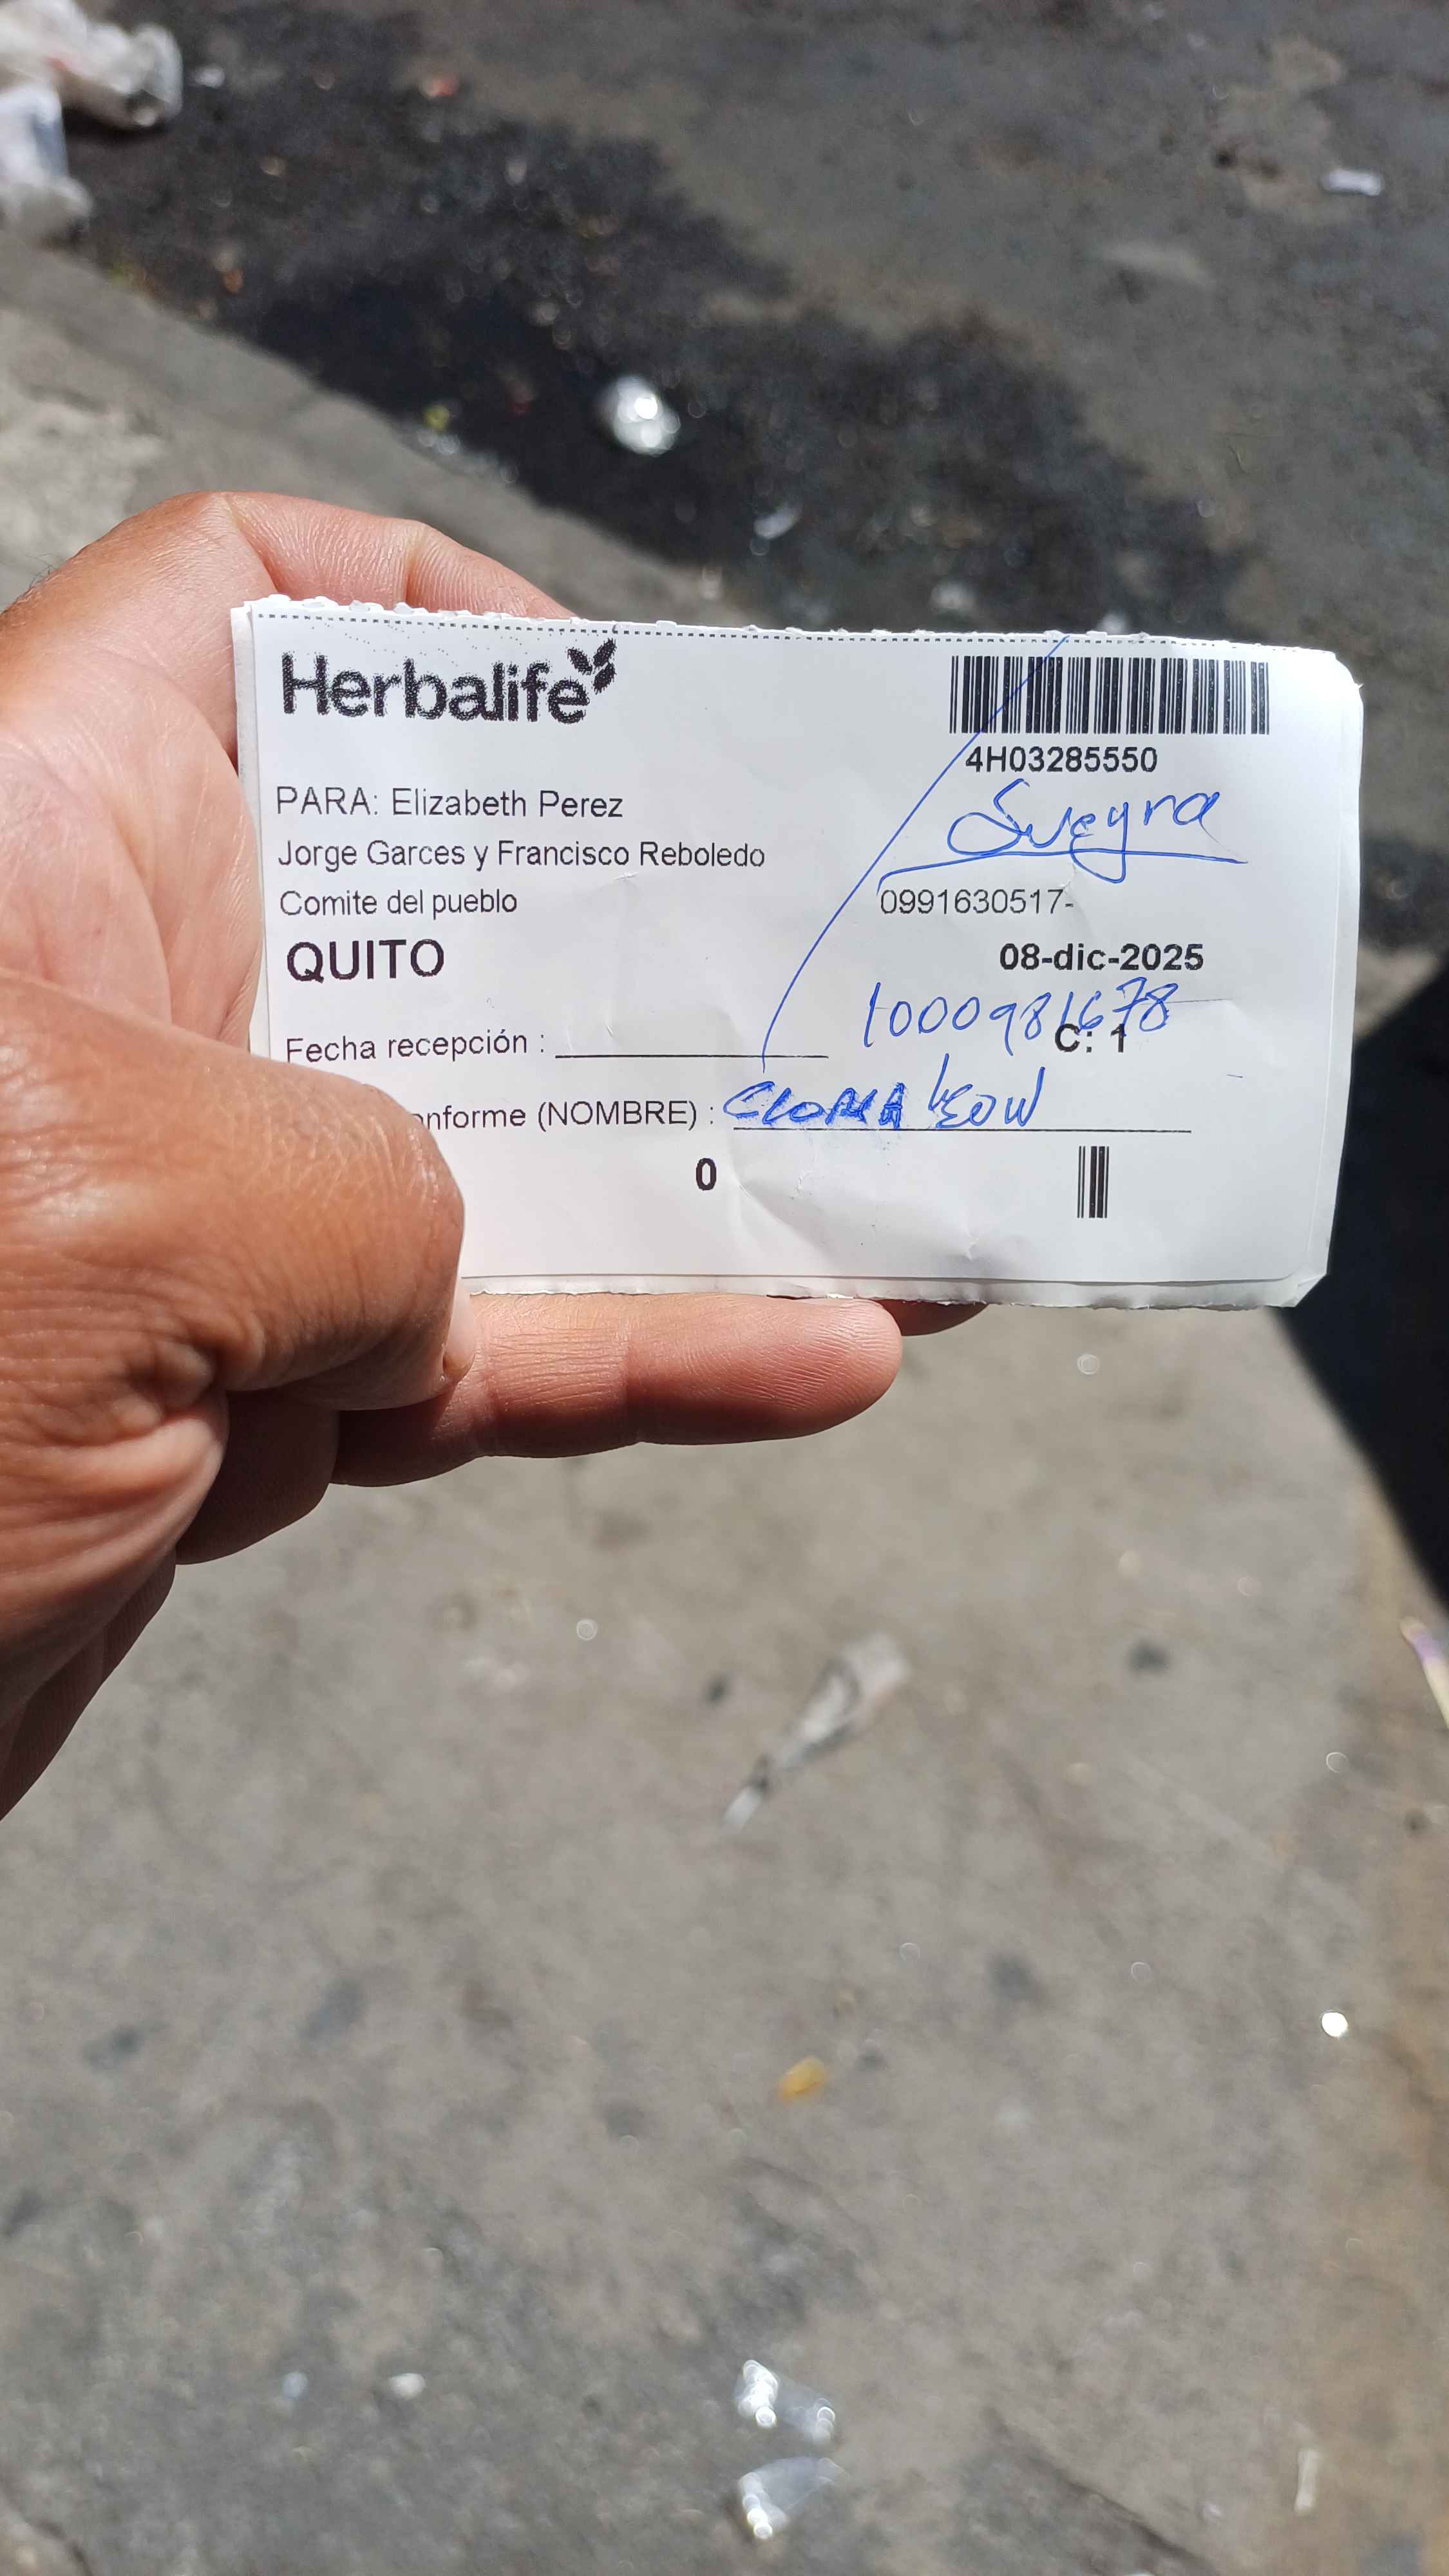 Herbalife
4H03285550
PARA: Elizabeth Perez
Suegra
Jorge Garces y Francisco Reboledo
Comite del pueblo
0991630517-
QUITO
08-dic-2025
1000981678
C: 1
Fecha recepción :
onforme (NOMBRE) : León
0